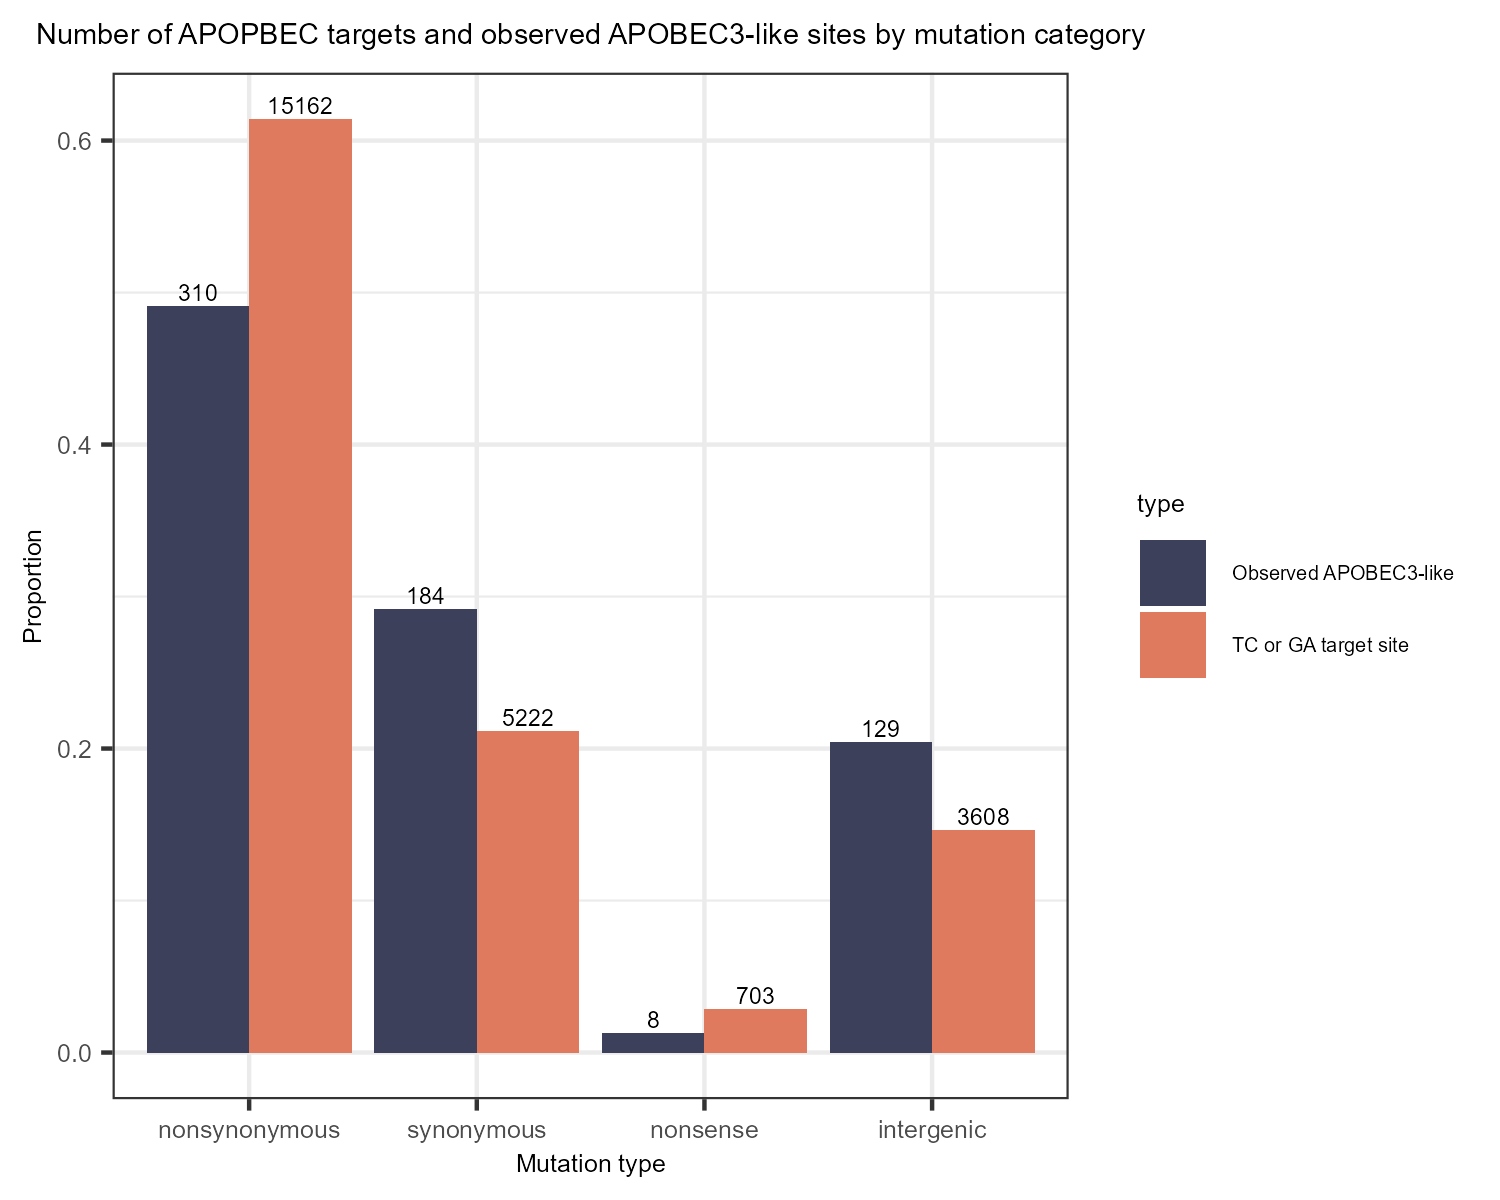 Number of APOPBEC targets and observed APOBEC3-like sites by mutation category
15162
0.6
310
0.4
184
5222
0.2
129
3608
703
8
0.0
Proportion
nonsynonymous synonymous nonsense intergenic
Mutation type
type
Observed APOBEC3-like
TC or GA target site